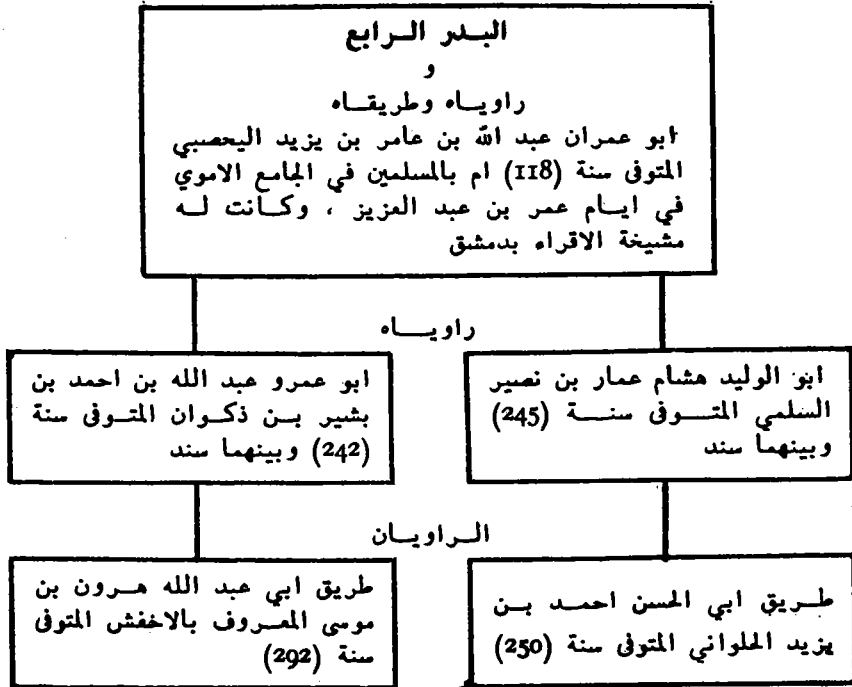 البدر الرابع
و
راوياه وطريقاه
ابو عمران عبد الله بن عامر بن يزيد اليحصبي
المتوفى سنة (118) ام بالمسلمين في الجامع الاموي
في ايام عمر بن عبد العزيز ، وكانت له
مشيخة الاقراء بدمشق
راوياه
ابو الوليد هشام عمار بن نصير
السلمي المتوفى سنة (245)
وبينهما سند
ابو عمرو عبد الله بن احمد بن
بشير بن ذكوان المتوفى سنة
(242) وبينهما سند
الراويان
طريق ابي الحسن احمد بن
يزيد الحلواني المتوفى سنة (250)
طريق ابي عبد الله هرون بن
موسى المعروف بالاخفش المتوفى
سنة (292)